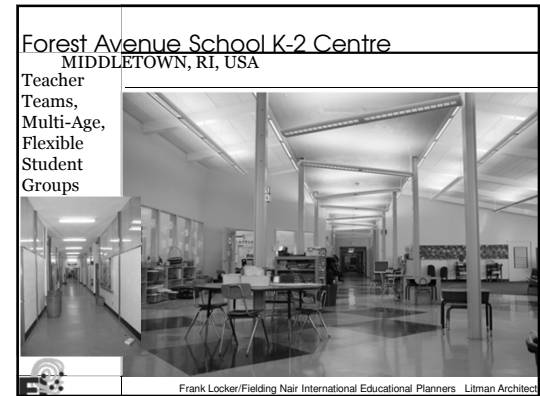 Forest Avenue School K-2 Centre
MIDDLETOWN, RI, USA
Teacher
Teams,
Multi-Age,
Flexible
Student
Groups
Frank Locker/Fielding Nair International Educational Planners Litman Architect